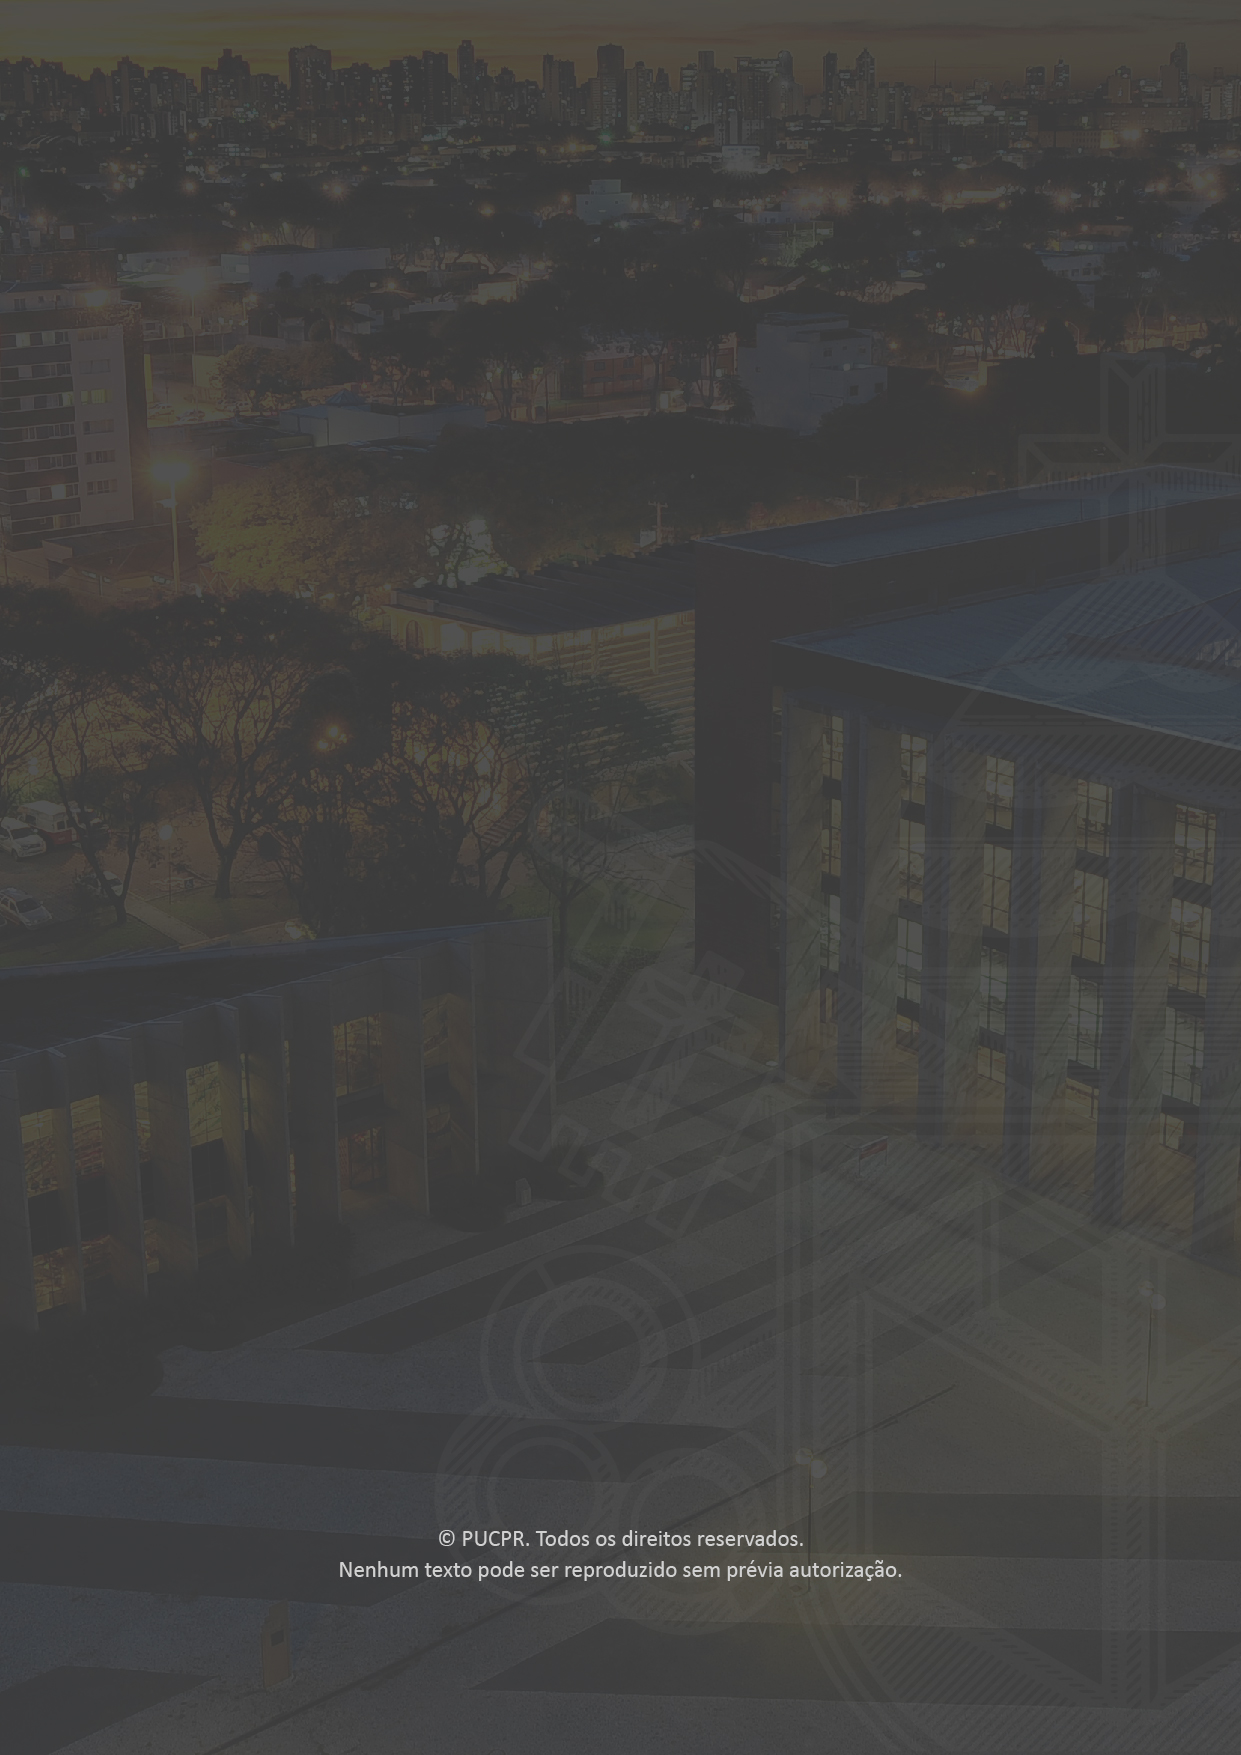 © PUCPR. Todos os direitos reservados.
Nenhum texto pode ser reproduzido sem prévia autorização.